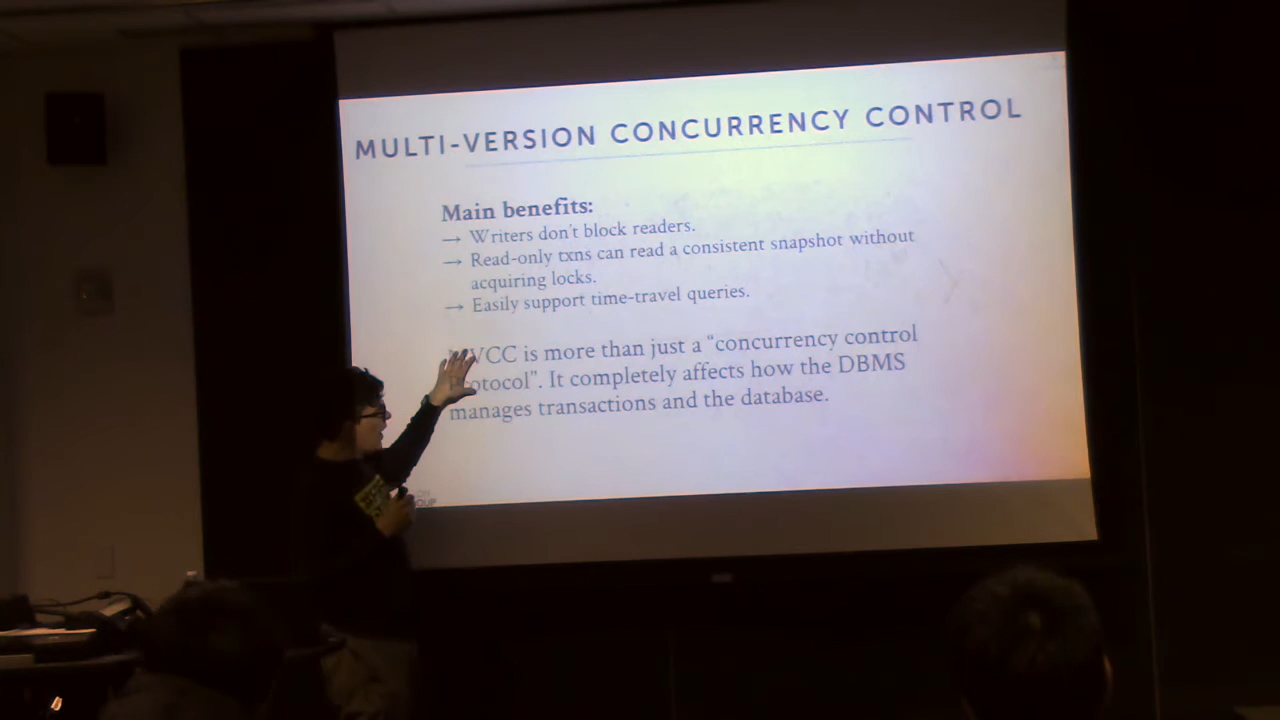 MULTI-VERSION CONCURRENCY CONTROL
Main benefits:
→ Writers don't block readers.
→ Read-only txns can read a consistent snapshot without
acquiring locks.
→ Easily support time-travel queries.
MVCC is more than just a “concurrency control
protocol”. It completely affects how the DBMS
manages transactions and the database.